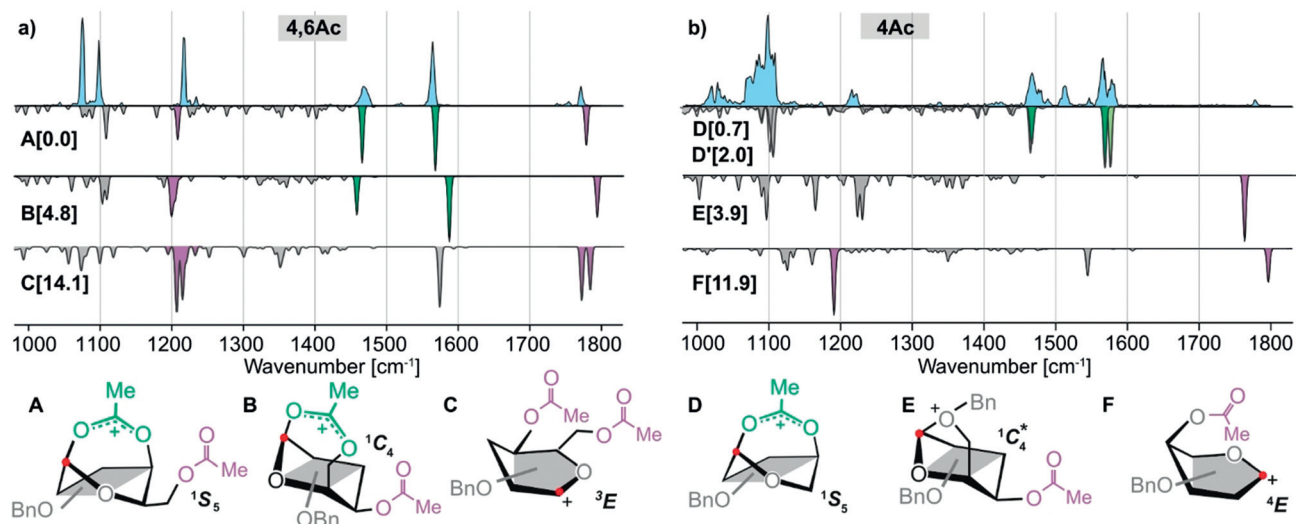 a) 4,6Ac
A[0.0]
B[4.8]
C[14.1]
1000 1100 1200 1300 1400 1500 1600 1700 1800
Wavenumber [cm⁻¹]
b) 4Ac
D[0.7]
D'[2.0]
E[3.9]
F[11.9]
1000 1100 1200 1300 1400 1500 1600 1700 1800
Wavenumber [cm⁻¹]
A
Me
O + O
O
O Me
O
BnO
¹S₅
B
O Me
+
O
¹C₄
O
O
O Me
OBn
C
O
O Me
O
O Me
O
BnO
+
³E
D
Me
O + O
O
BnO
¹S₅
E
+ Bn
O
O
¹C₄*
O
BnO
O Me
F
O
O
Me
O
BnO
+
⁴E